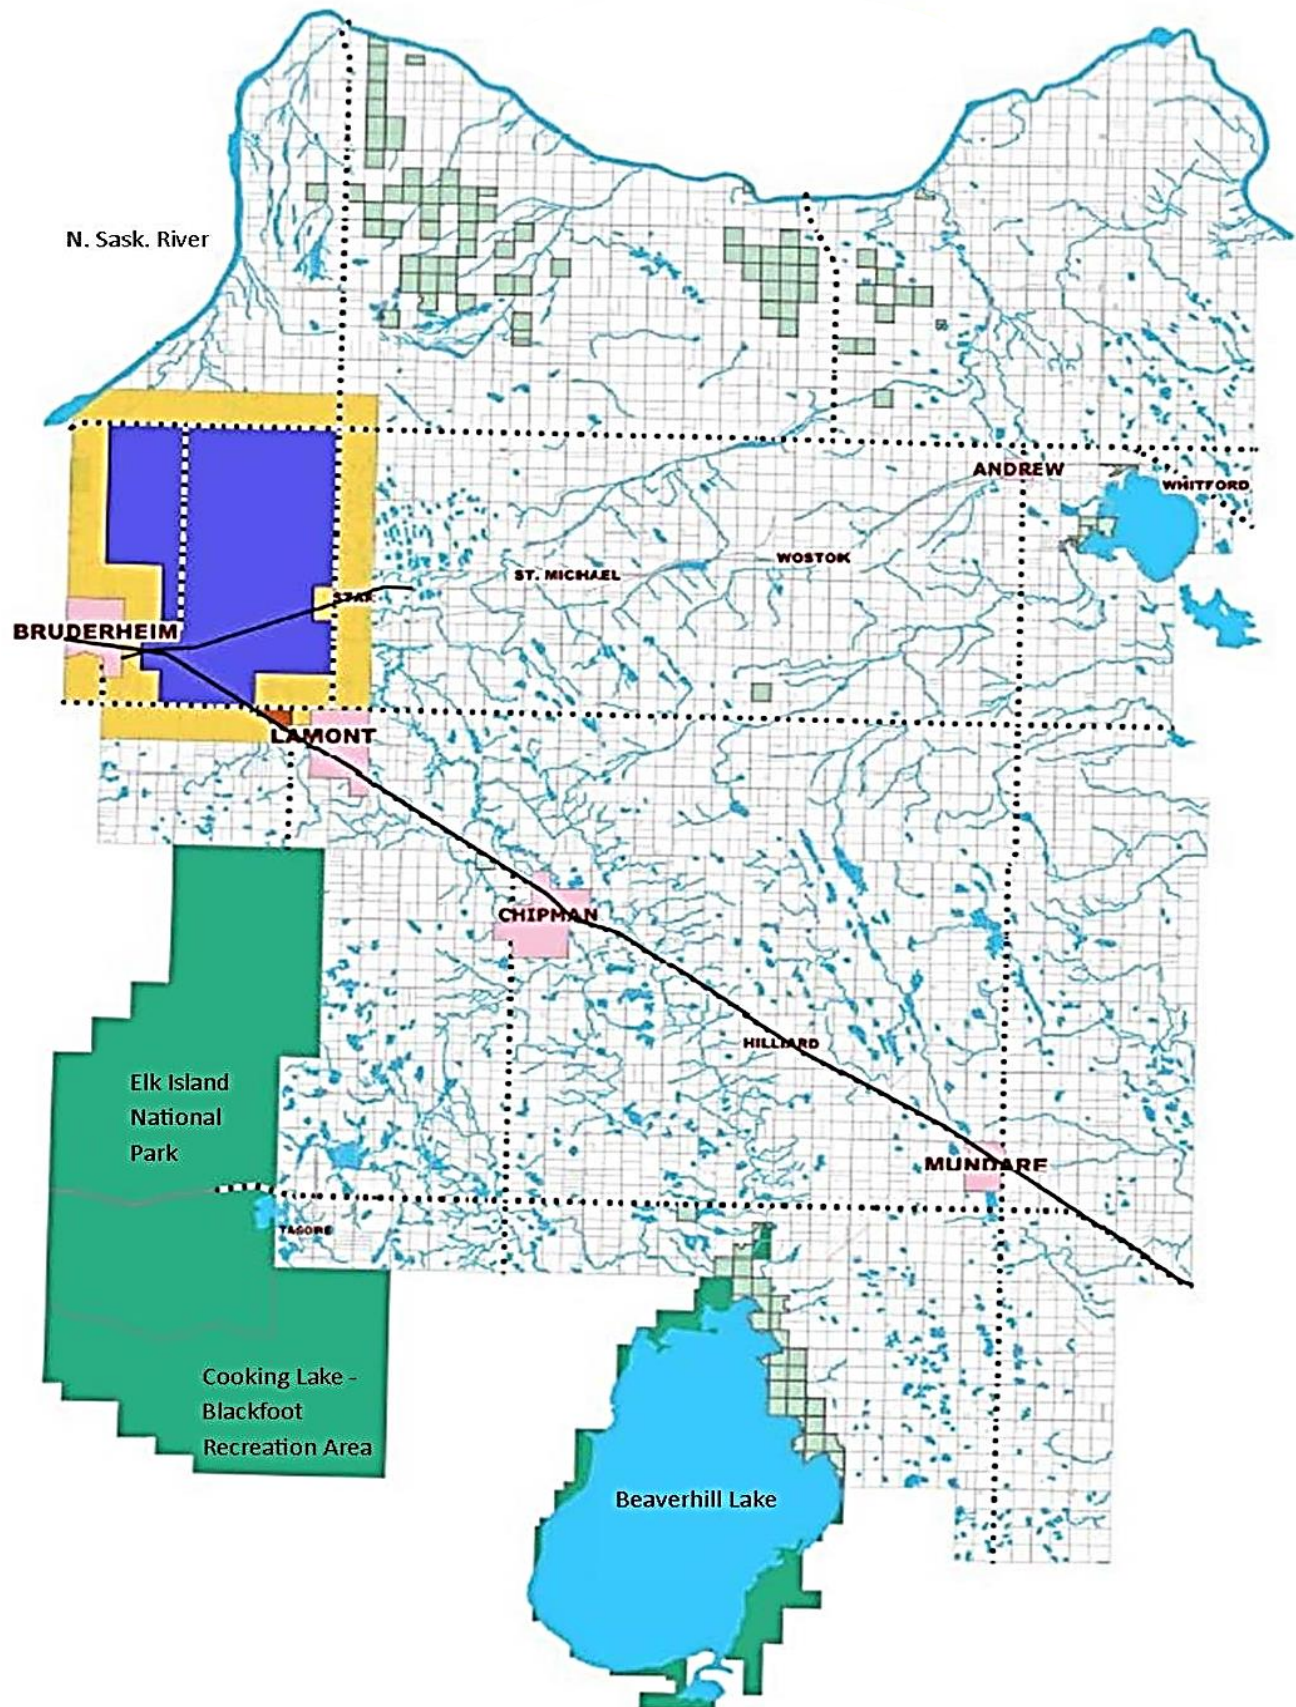 N. Sask. River
ANDREW
WHITFORD
WOSTOK
ST. MICHAEL
STAR
BRUDERHEIM
LAMONT
CHIPMAN
HILLIARD
Elk Island
National
Park
MUNDARE
Cooking Lake -
Blackfoot
Recreation Area
Beaverhill Lake